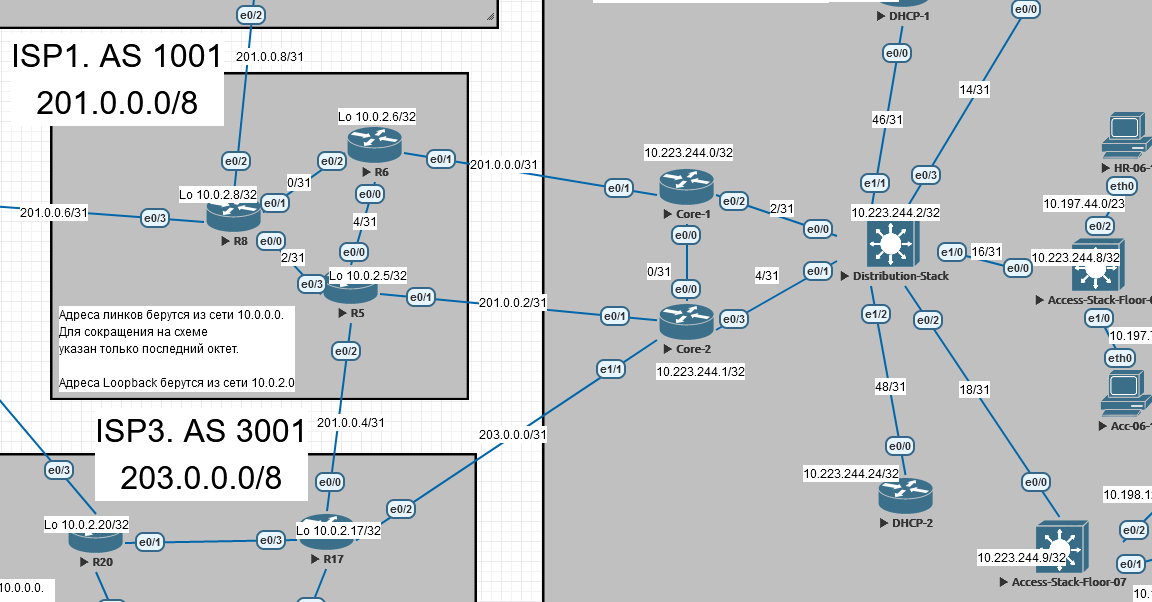 e0/2
DHCP-1
e0/0
e0/0
ISP1. AS 1001
201.0.0.0/8
201.0.0.8/31
14/31
46/31
Lo 10.0.2.6/32
e0/2
e0/2
e0/1
R6
201.0.0.0/31
10.223.244.0/32
HR-06-
e0/3
e1/1
eth0
0/31
Lo 10.0.2.8/32
e0/1
e0/0
e0/1
Core-1
e0/2
2/31
10.197.44.0/23
201.0.0.6/31
e0/3
R8
4/31
10.223.244.2/32
e0/0
e0/2
e0/0
e0/0
e0/0
2/31
e1/0
16/31
e0/0
10.223.244.8/32
Lo 10.0.2.5/32
e0/3
0/31
4/31
e0/1
Distribution-Stack
e0/1
R5
201.0.0.2/31
e0/0
Access-Stack-Floor-
e0/1
Core-2
e0/3
e1/2
e0/2
e1/0
10.197.
Адреса линков берутся из сети 10.0.0.0.
Для сокращения на схеме
указан только последний октет.
Адреса Loopback берутся из сети 10.0.2.0
e0/2
e1/1
10.223.244.1/32
eth0
48/31
18/31
Acc-06-
ISP3. AS 3001
203.0.0.0/8
201.0.0.4/31
203.0.0.0/31
e0/0
e0/3
e0/0
10.223.244.24/32
e0/0
10.198.1
Lo 10.0.2.20/32
e0/2
Lo 10.0.2.17/32
DHCP-2
e0/2
e0/1
e0/3
R20
R17
10.223.244.9/32
e0/1
Access-Stack-Floor-07
10.0.0.0.
10.